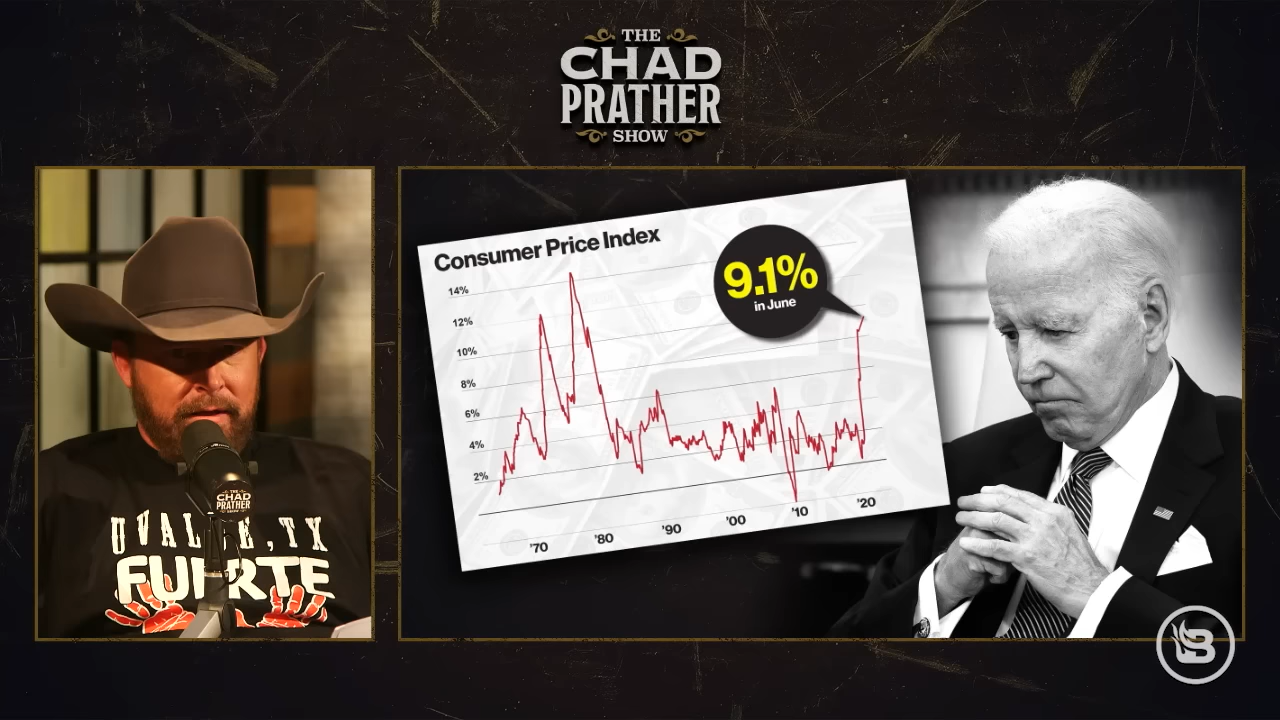 THE
CHAD
PRATHER
SHOW
THE
CHAD
PRATHER
SHOW
UVALDE, TX
FUERTE
Consumer Price Index
14%
12%
10%
8%
6%
4%
2%
'70
'80
'90
'00
'10
'20
9.1%
in June
B